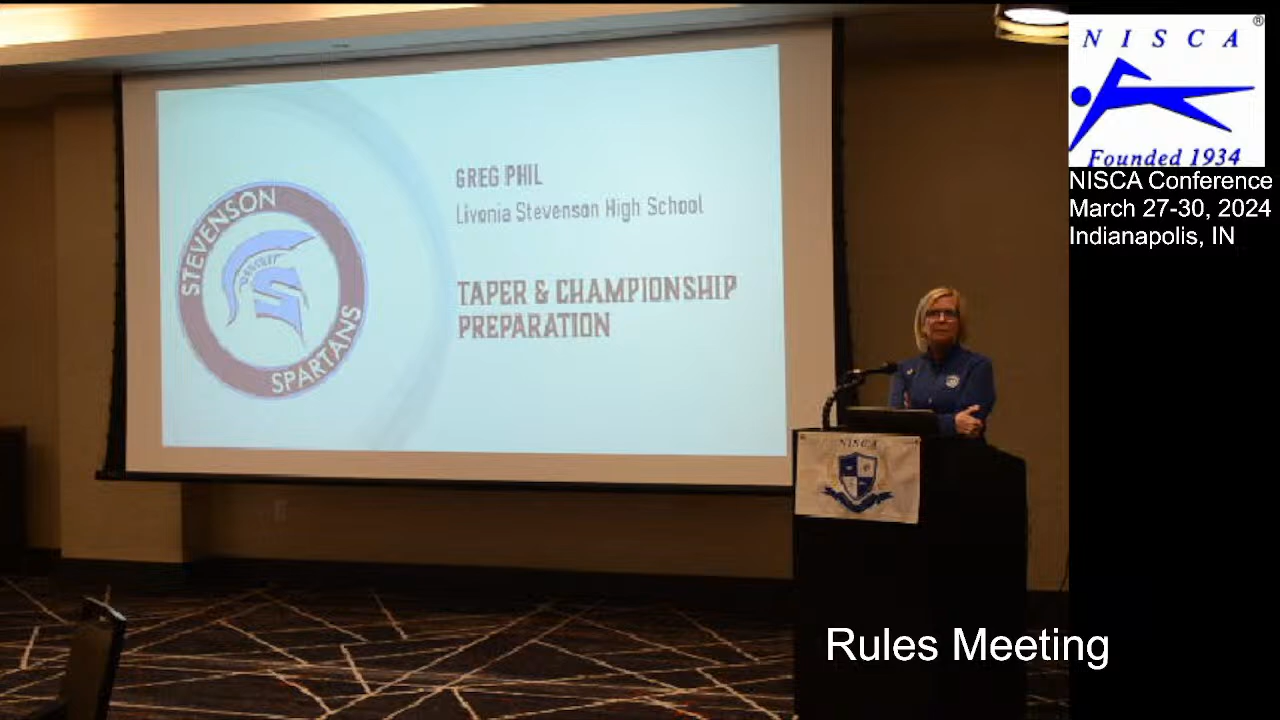 STEVENSON
SPARTANS
GREG PHIL
Livonia Stevenson High School
TAPER & CHAMPIONSHIP
PREPARATION
NISCA
®
N I S C A
Founded 1934
NISCA Conference
March 27-30, 2024
Indianapolis, IN
Rules Meeting